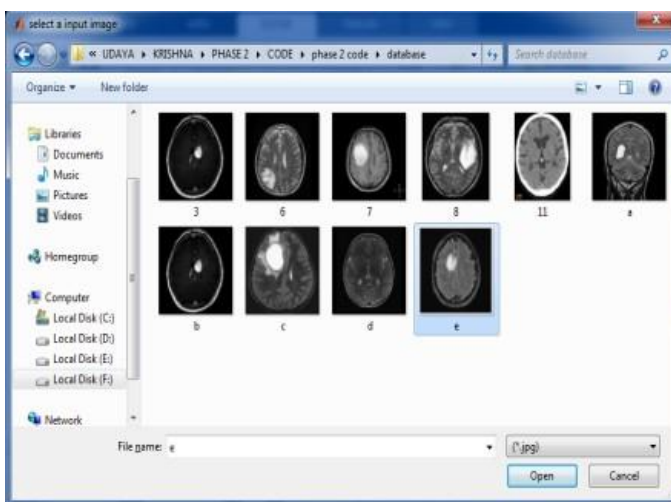 select a input image
« UDAYA ▸ KRISHNA ▸ PHASE 2 ▸ CODE ▸ phase 2 code ▸ database
Search database
Organize ▾ New folder
Libraries
Documents
Music
Pictures
Videos
Homegroup
Computer
Local Disk (C:)
Local Disk (D:)
Local Disk (E:)
Local Disk (F:)
Network
3 6 7 8 11 a
b c d e
File name: e
(*.jpg)
Open Cancel